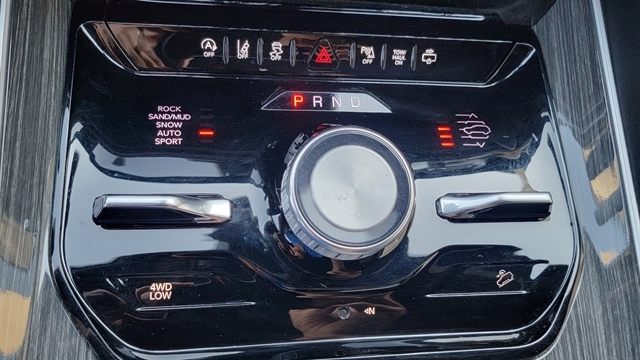 A OFF
OFF
OFF
P OFF
TOW/
HAUL
ON
P R N D
ROCK
SAND/MUD
SNOW
AUTO
SPORT
4WD
LOW
N